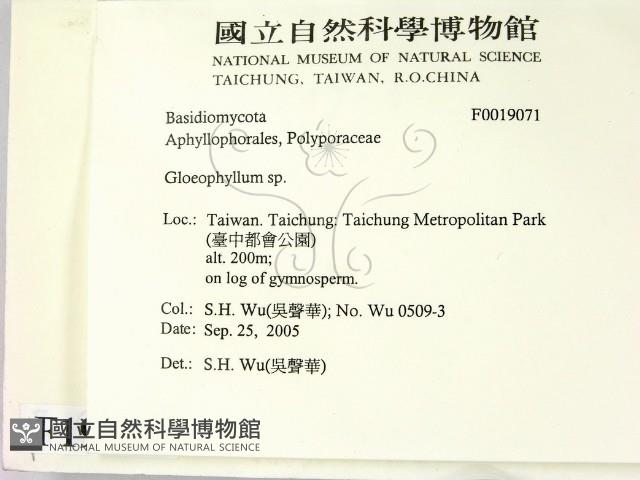 國立自然科學博物館
NATIONAL MUSEUM OF NATURAL SCIENCE
TAICHUNG, TAIWAN, R.O.CHINA
Basidiomycota F0019071
Aphyllophorales, Polyporaceae
Gloeophyllum sp.
Loc.: Taiwan. Taichung: Taichung Metropolitan Park
(臺中都會公園)
alt. 200m;
on log of gymnosperm.
Col.: S.H. Wu(吳聲華); No. Wu 0509-3
Date: Sep. 25, 2005
Det.: S.H. Wu(吳聲華)
國立自然科學博物館
NATIONAL MUSEUM OF NATURAL SCIENCE